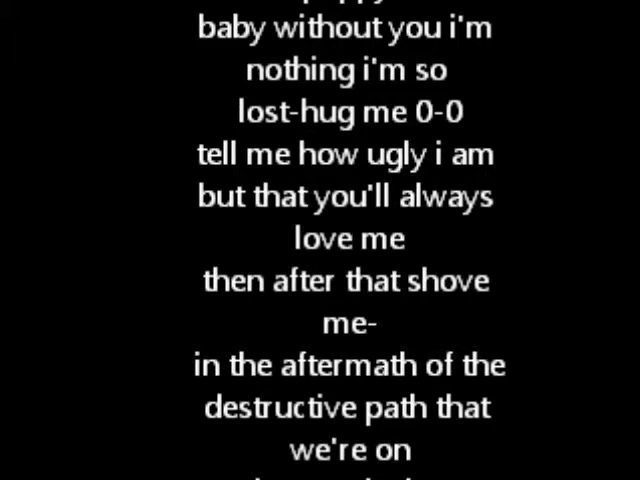 baby without you i'm
nothing i'm so
lost-hug me 0-0
tell me how ugly i am
but that you'll always
love me
then after that shove
me-
in the aftermath of the
destructive path that
we're on